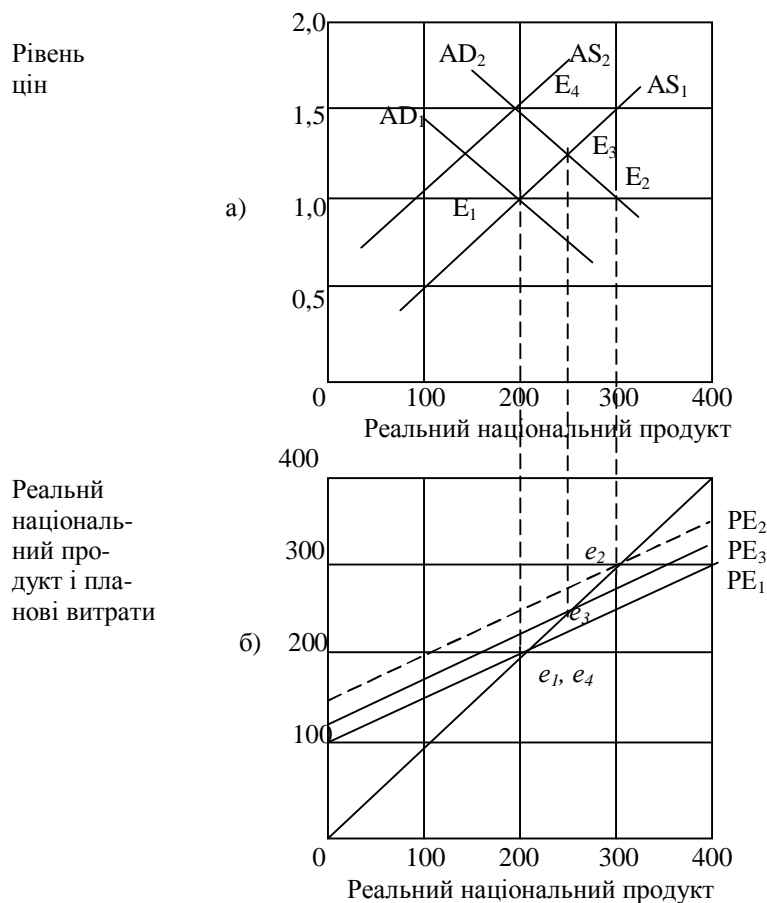 2,0
Рівень
цін
AD₂
AS₂
E₄
AS₁
1,5
AD₁
E₃
E₂
а)
1,0
E₁
0,5
0
100
200
300
400
Реальний національний продукт
400
Реальнй
національ-
ний про-
дукт і пла-
нові витрати
PE₂
PE₃
PE₁
e₂
300
e₃
б)
200
e₁, e₄
100
0
100
200
300
400
Реальний національний продукт